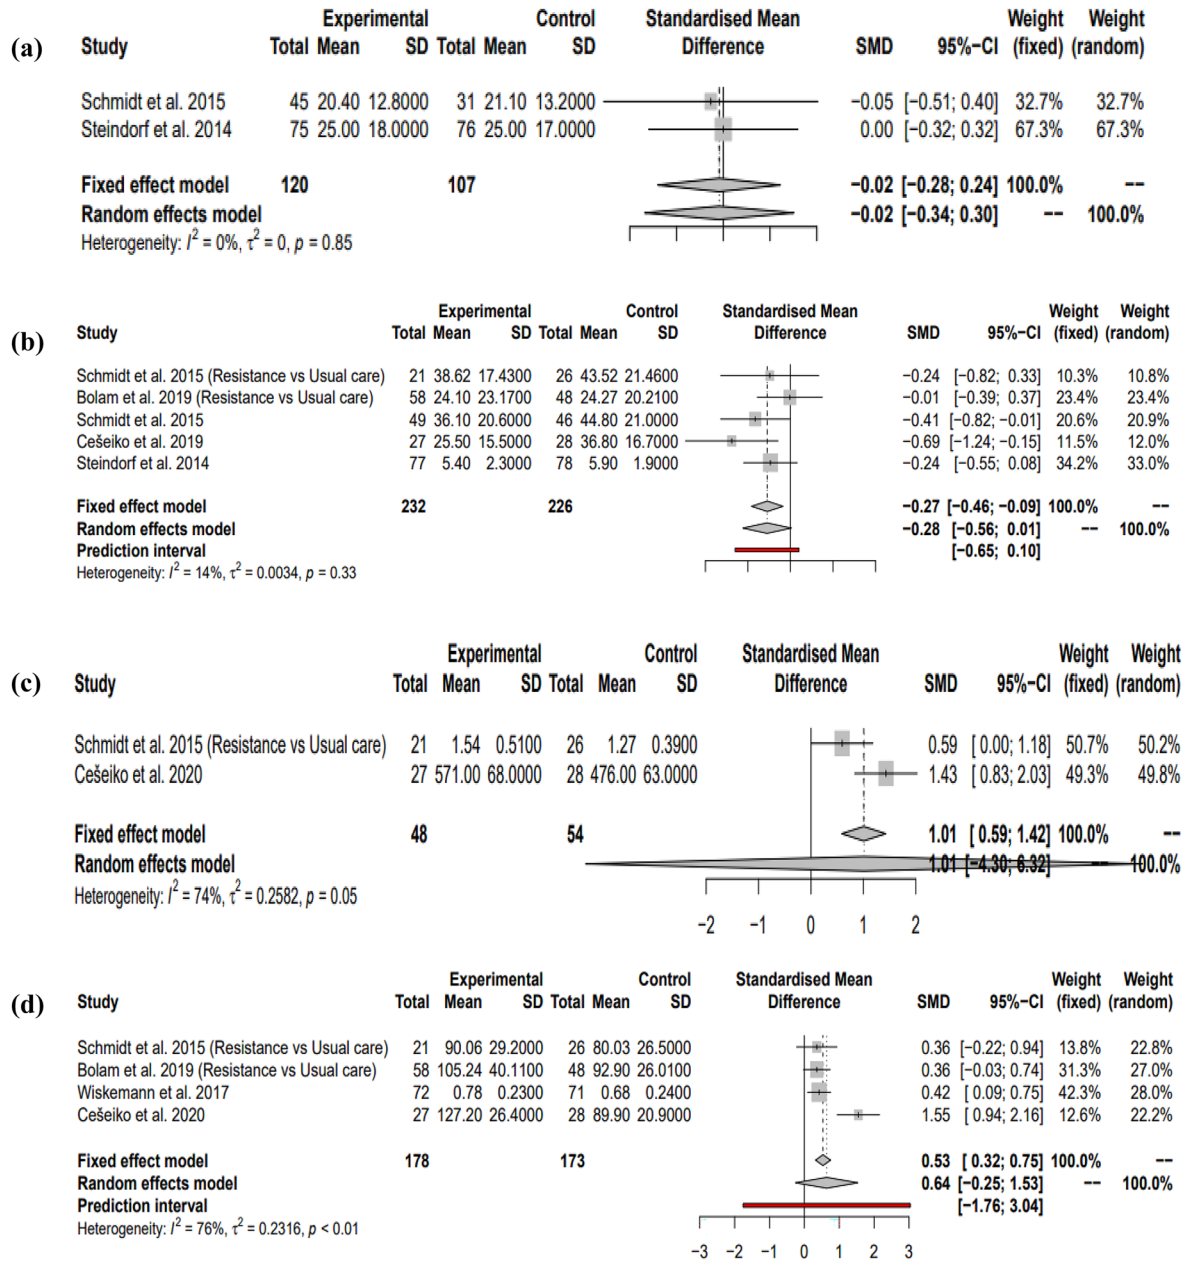 Experimental Control Standardised Mean Weight Weight
(a) Study Total Mean SD Total Mean SD Difference SMD 95%−CI (fixed) (random)
Schmidt et al. 2015 45 20.40 12.8000 31 21.10 13.2000 −0.05 [−0.51; 0.40] 32.7% 32.7%
Steindorf et al. 2014 75 25.00 18.0000 76 25.00 17.0000 0.00 [−0.32; 0.32] 67.3% 67.3%
Fixed effect model 120 107 −0.02 [−0.28; 0.24] 100.0% −−
Random effects model −0.02 [−0.34; 0.30] −− 100.0%
Heterogeneity: I² = 0%, τ² = 0, p = 0.85
Experimental Control Standardised Mean Weight Weight
(b) Study Total Mean SD Total Mean SD Difference SMD 95%−CI (fixed) (random)
Schmidt et al. 2015 (Resistance vs Usual care) 21 38.62 17.4300 26 43.52 21.4600 −0.24 [−0.82; 0.33] 10.3% 10.8%
Bolam et al. 2019 (Resistance vs Usual care) 58 24.10 23.1700 48 24.27 20.2100 −0.01 [−0.39; 0.37] 23.4% 23.4%
Schmidt et al. 2015 49 36.10 20.6000 46 44.80 21.0000 −0.41 [−0.82; −0.01] 20.6% 20.9%
Cešeiko et al. 2019 27 25.50 15.5000 28 36.80 16.7000 −0.69 [−1.24; −0.15] 11.5% 12.0%
Steindorf et al. 2014 77 5.40 2.3000 78 5.90 1.9000 −0.24 [−0.55; 0.08] 34.2% 33.0%
Fixed effect model 232 226 −0.27 [−0.46; −0.09] 100.0% −−
Random effects model −0.28 [−0.56; 0.01] −− 100.0%
Prediction interval [−0.65; 0.10]
Heterogeneity: I² = 14%, τ² = 0.0034, p = 0.33
Experimental Control Standardised Mean Weight Weight
(c) Study Total Mean SD Total Mean SD Difference SMD 95%−CI (fixed) (random)
Schmidt et al. 2015 (Resistance vs Usual care) 21 1.54 0.5100 26 1.27 0.3900 0.59 [ 0.00; 1.18] 50.7% 50.2%
Cešeiko et al. 2020 27 571.00 68.0000 28 476.00 63.0000 1.43 [ 0.83; 2.03] 49.3% 49.8%
Fixed effect model 48 54 1.01 [ 0.59; 1.42] 100.0% −−
Random effects model 1.01 [−4.30; 6.32] −− 100.0%
Heterogeneity: I² = 74%, τ² = 0.2582, p = 0.05
−2 −1 0 1 2
Experimental Control Standardised Mean Weight Weight
(d) Study Total Mean SD Total Mean SD Difference SMD 95%−CI (fixed) (random)
Schmidt et al. 2015 (Resistance vs Usual care) 21 90.06 29.2000 26 80.03 26.5000 0.36 [−0.22; 0.94] 13.8% 22.8%
Bolam et al. 2019 (Resistance vs Usual care) 58 105.24 40.1100 48 92.90 26.0100 0.36 [−0.03; 0.74] 31.3% 27.0%
Wiskemann et al. 2017 72 0.78 0.2300 71 0.68 0.2400 0.42 [ 0.09; 0.75] 42.3% 28.0%
Cešeiko et al. 2020 27 127.20 26.4000 28 89.90 20.9000 1.55 [ 0.94; 2.16] 12.6% 22.2%
Fixed effect model 178 173 0.53 [ 0.32; 0.75] 100.0% −−
Random effects model 0.64 [−0.25; 1.53] −− 100.0%
Prediction interval [−1.76; 3.04]
Heterogeneity: I² = 76%, τ² = 0.2316, p < 0.01
−3 −2 −1 0 1 2 3